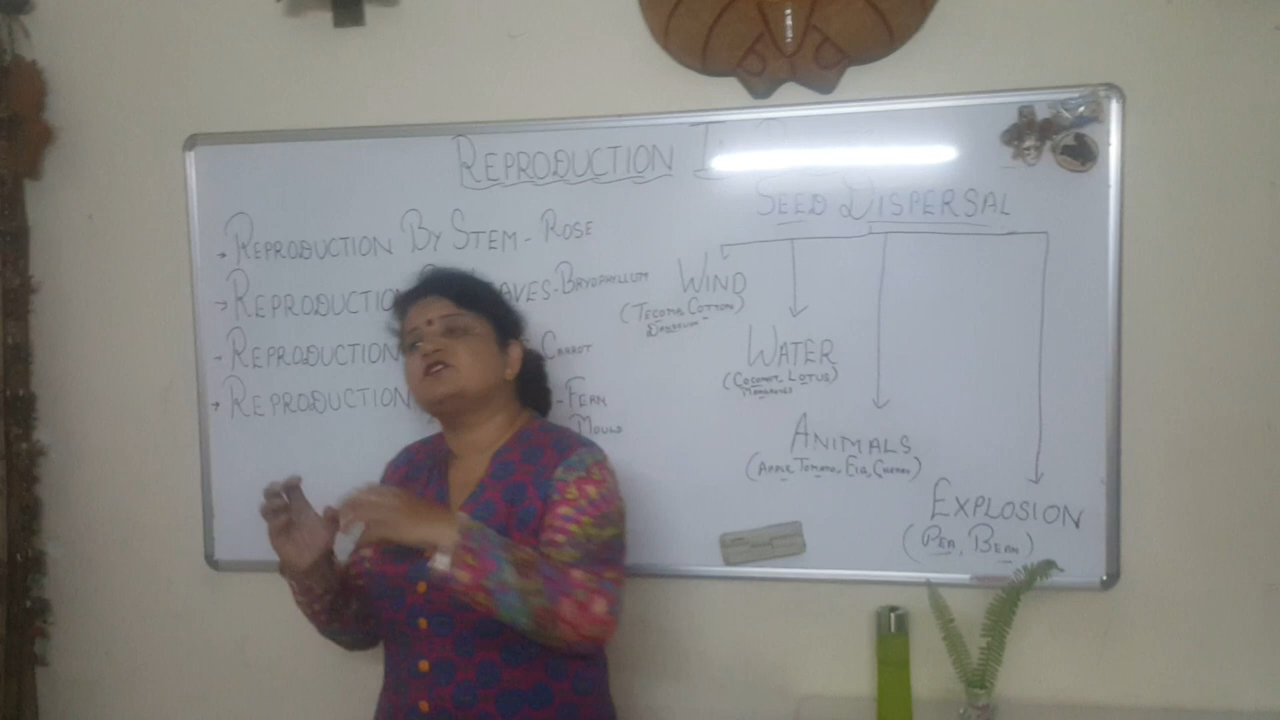 REPRODUCTION I
→ REPRODUCTION BY STEM - ROSE
→ REPRODUCTION AVES - BRYOPHYLLUM
→ REPRODUCTION CARROT
→ REPRODUCTION - FERN
MOULD
SEED DISPERSAL
WIND
(TECOMA, COTTON
WATER
(COCONUT, LOTUS)
ANIMALS
(APPLE, TOMATO, FIG,
EXPLOSION
(PEA, BEAN)